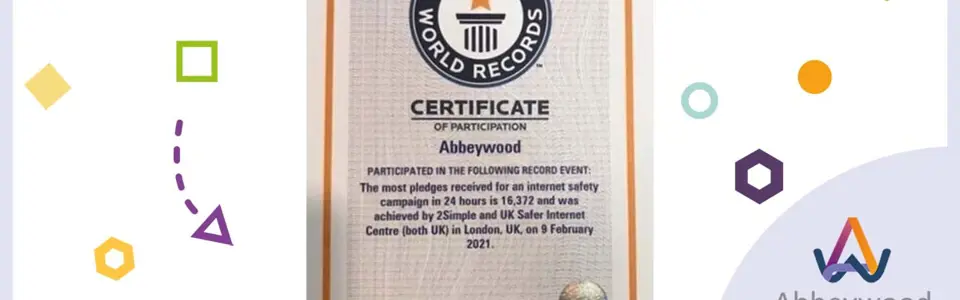 WORLD RECORDS
TM
CERTIFICATE
OF PARTICIPATION
Abbeywood
PARTICIPATED IN THE FOLLOWING RECORD EVENT:
The most pledges received for an internet safety
campaign in 24 hours is 16,372 and was
achieved by 2Simple and UK Safer Internet
Centre (both UK) in London, UK, on 9 February
2021.
Abbeywood